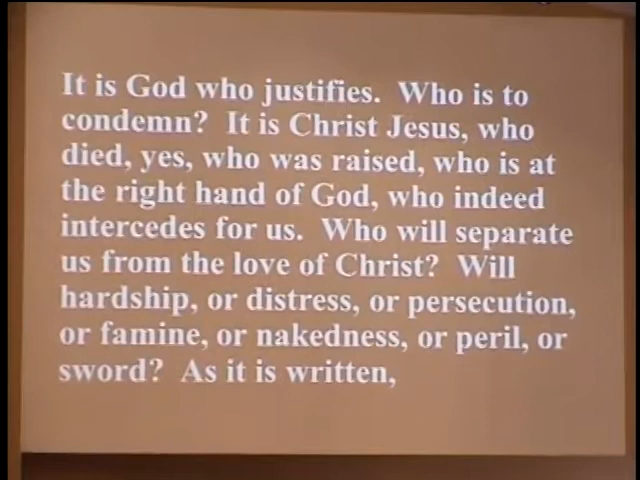 It is God who justifies. Who is to
condemn? It is Christ Jesus, who
died, yes, who was raised, who is at
the right hand of God, who indeed
intercedes for us. Who will separate
us from the love of Christ? Will
hardship, or distress, or persecution,
or famine, or nakedness, or peril, or
sword? As it is written,